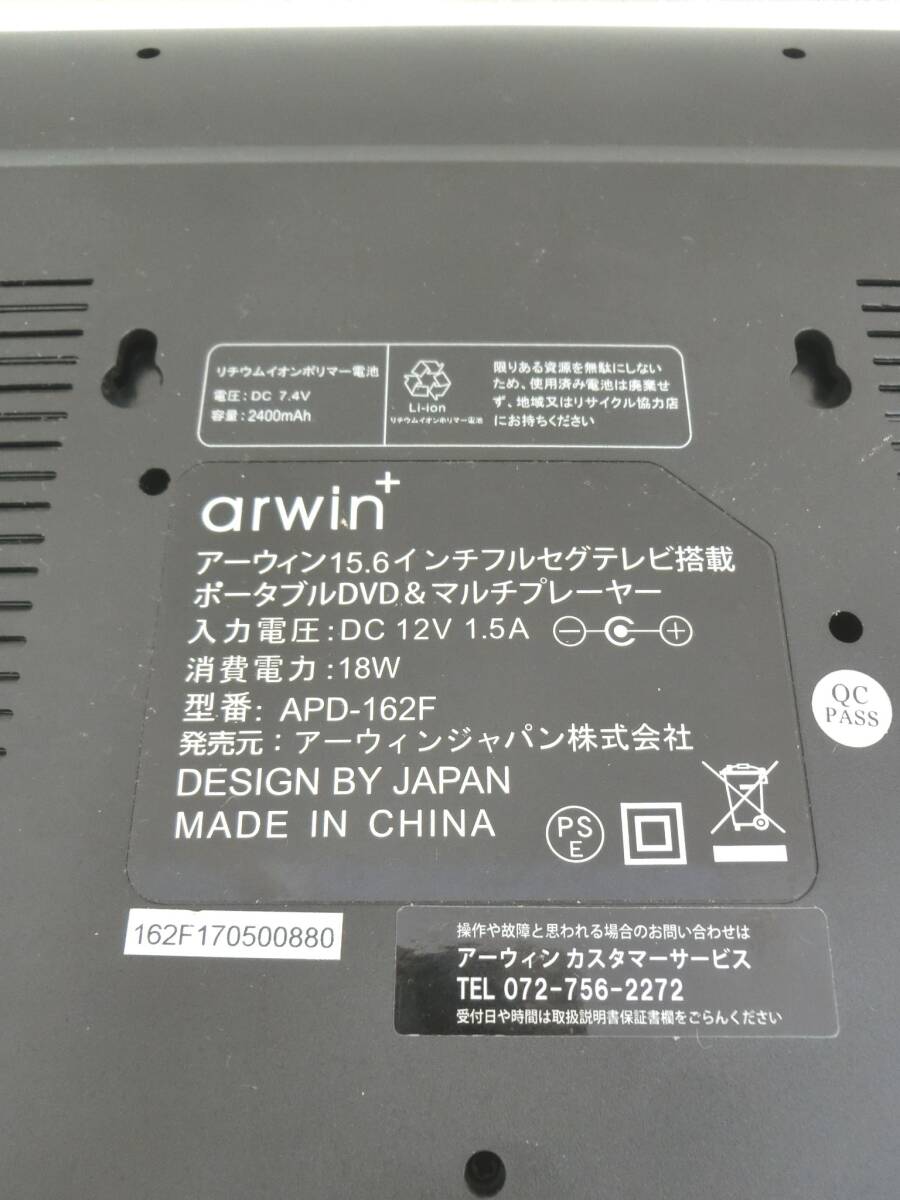 リチウムイオンポリマー電池
電圧：DC 7.4V
容量：2400mAh
Li-ion
リチウムイオンポリマー電池
限りある資源を無駄にしない
ため、使用済み電池は廃棄せ
ず、地域又はリサイクル協力店
にお持ちください
arwin+
アーウィン15.6インチフルセグテレビ搭載
ポータブルDVD＆マルチプレーヤー
入力電圧：DC 12V 1.5A
消費電力：18W
型番： APD-162F
発売元：アーウィンジャパン株式会社
DESIGN BY JAPAN
MADE IN CHINA
PS
E
QC
PASS
162F170500880
操作や故障と思われる場合のお問い合わせは
アーウィン カスタマーサービス
TEL 072-756-2272
受付日や時間は取扱説明書保証書欄をごらんください